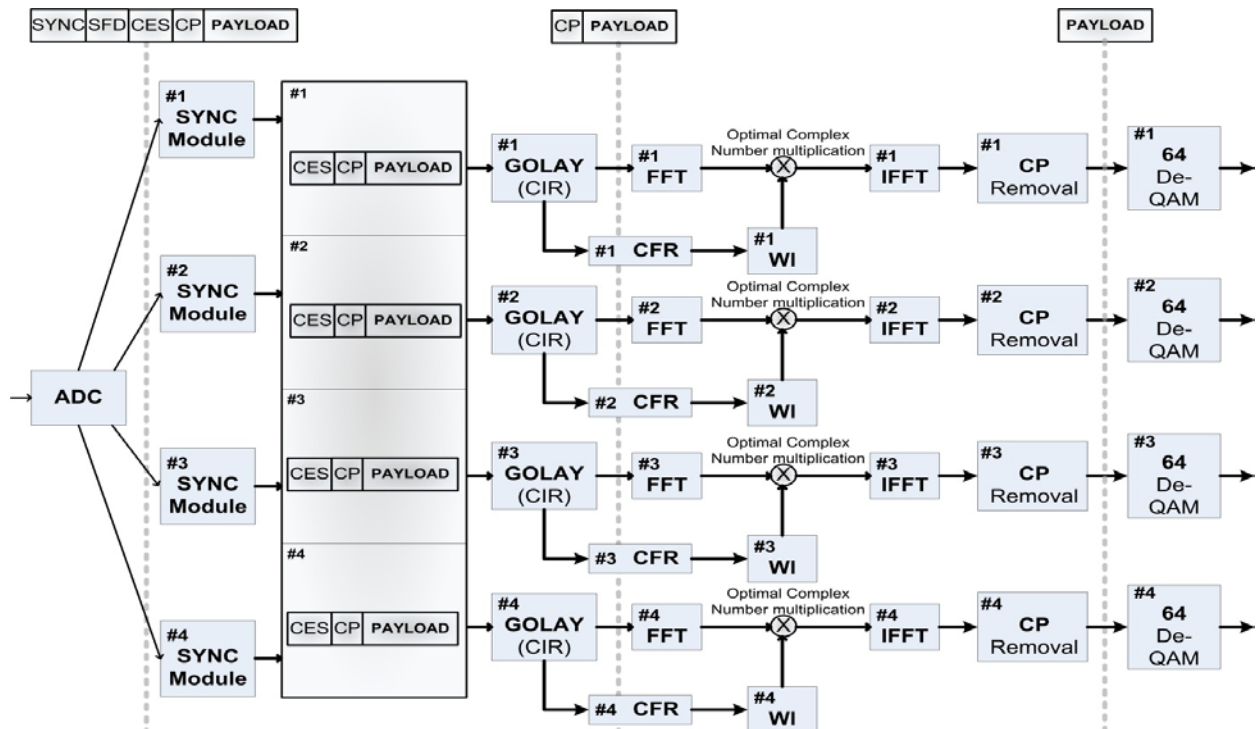 SYNC SFD CES CP PAYLOAD
CP PAYLOAD
PAYLOAD
ADC
#1
SYNC
Module
#1
CES CP PAYLOAD
#1
GOLAY
(CIR)
#1
FFT
Optimal Complex
Number multiplication
X
#1 CFR
#1
WI
#1
IFFT
#1
CP
Removal
#1
64
De-
QAM
#2
SYNC
Module
#2
CES CP PAYLOAD
#2
GOLAY
(CIR)
#2
FFT
Optimal Complex
Number multiplication
X
#2 CFR
#2
WI
#2
IFFT
#2
CP
Removal
#2
64
De-
QAM
#3
SYNC
Module
#3
CES CP PAYLOAD
#3
GOLAY
(CIR)
#3
FFT
Optimal Complex
Number multiplication
X
#3 CFR
#3
WI
#3
IFFT
#3
CP
Removal
#3
64
De-
QAM
#4
SYNC
Module
#4
CES CP PAYLOAD
#4
GOLAY
(CIR)
#4
FFT
Optimal Complex
Number multiplication
X
#4 CFR
#4
WI
#4
IFFT
#4
CP
Removal
#4
64
De-
QAM